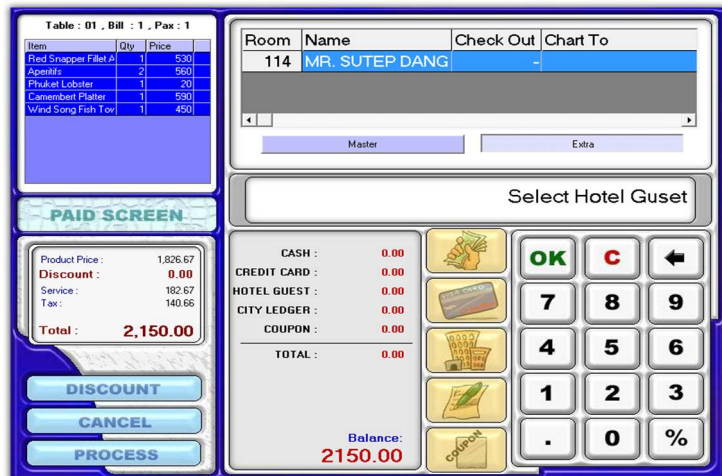 Table : 01 , Bill : 1 , Pax : 1
Item Qty Price
Red Snapper Fillet A 1 530
Aperitifs 2 560
Phuket Lobster 1 20
Camembert Platter 1 590
Wind Song Fish Tov 1 450
PAID SCREEN
Product Price : 1,826.67
Discount : 0.00
Service : 182.67
Tax : 140.66
Total : 2,150.00
DISCOUNT
CANCEL
PROCESS
Room Name Check Out Chart To
114 MR. SUTEP DANG -
Master Extra
Select Hotel Guset
CASH : 0.00
CREDIT CARD : 0.00
HOTEL GUEST : 0.00
CITY LEDGER : 0.00
COUPON : 0.00
TOTAL : 0.00
Balance:
2150.00
COUPON
OK C
7 8 9
4 5 6
1 2 3
. 0 %